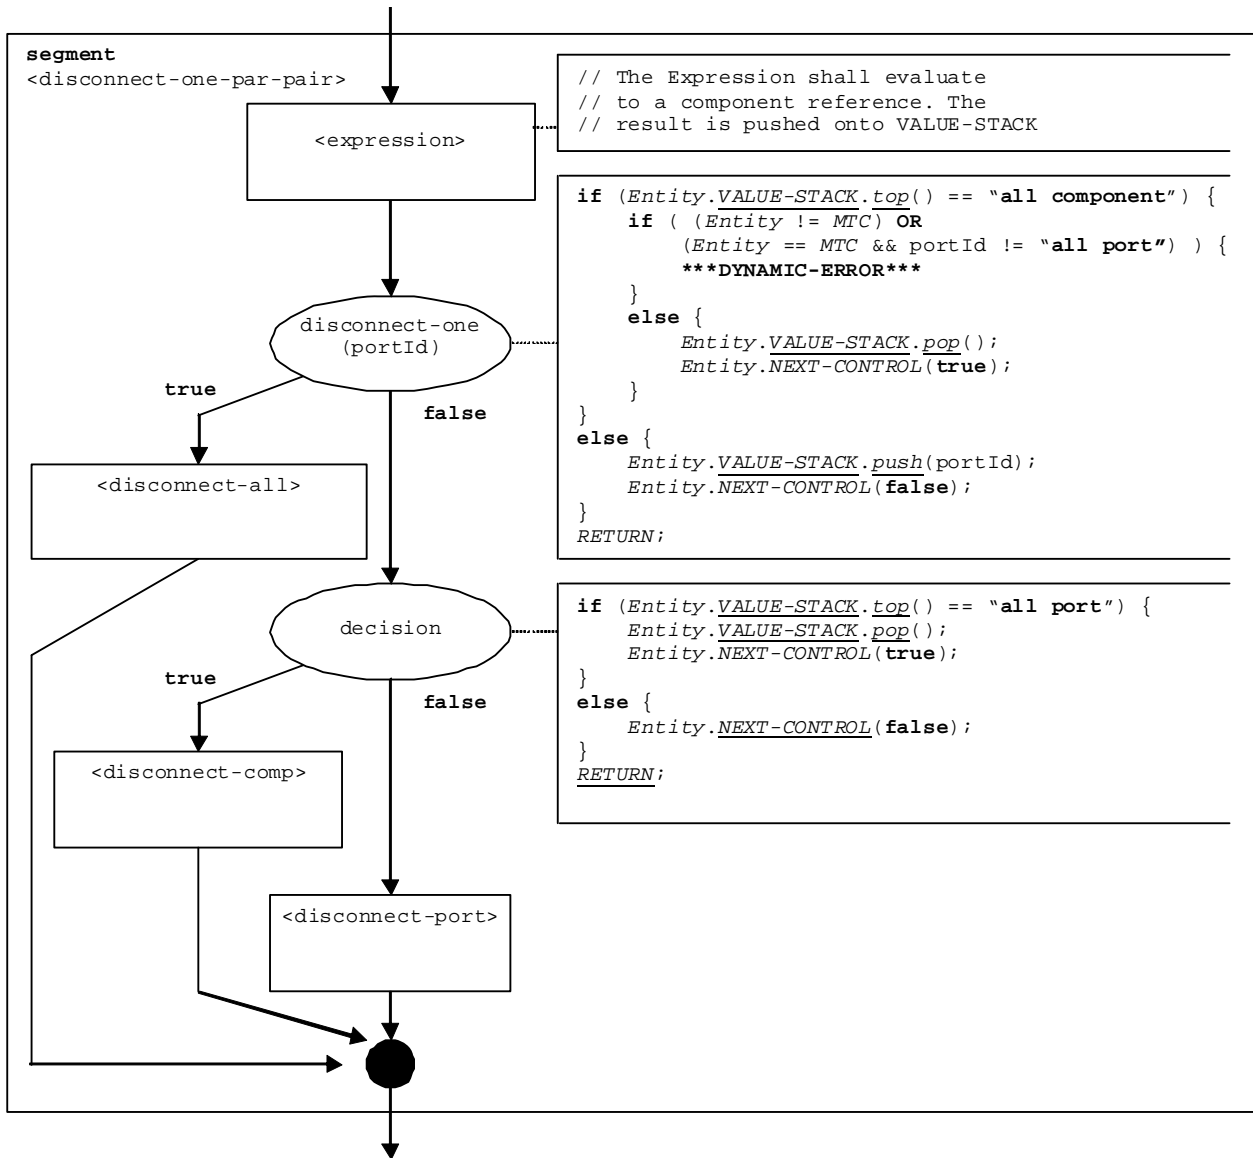 segment
<disconnect-one-par-pair>
// The Expression shall evaluate
// to a component reference. The
// result is pushed onto VALUE-STACK
<expression>
if (Entity.VALUE-STACK.top() == “all component”) {
if ( (Entity != MTC) OR
(Entity == MTC && portId != “all port”) ) {
***DYNAMIC-ERROR***
}
else {
Entity.VALUE-STACK.pop();
Entity.NEXT-CONTROL(true);
}
}
else {
Entity.VALUE-STACK.push(portId);
Entity.NEXT-CONTROL(false);
}
RETURN;
disconnect-one
(portId)
true
false
<disconnect-all>
if (Entity.VALUE-STACK.top() == “all port”) {
Entity.VALUE-STACK.pop();
Entity.NEXT-CONTROL(true);
}
else {
Entity.NEXT-CONTROL(false);
}
RETURN;
decision
true
false
<disconnect-comp>
<disconnect-port>